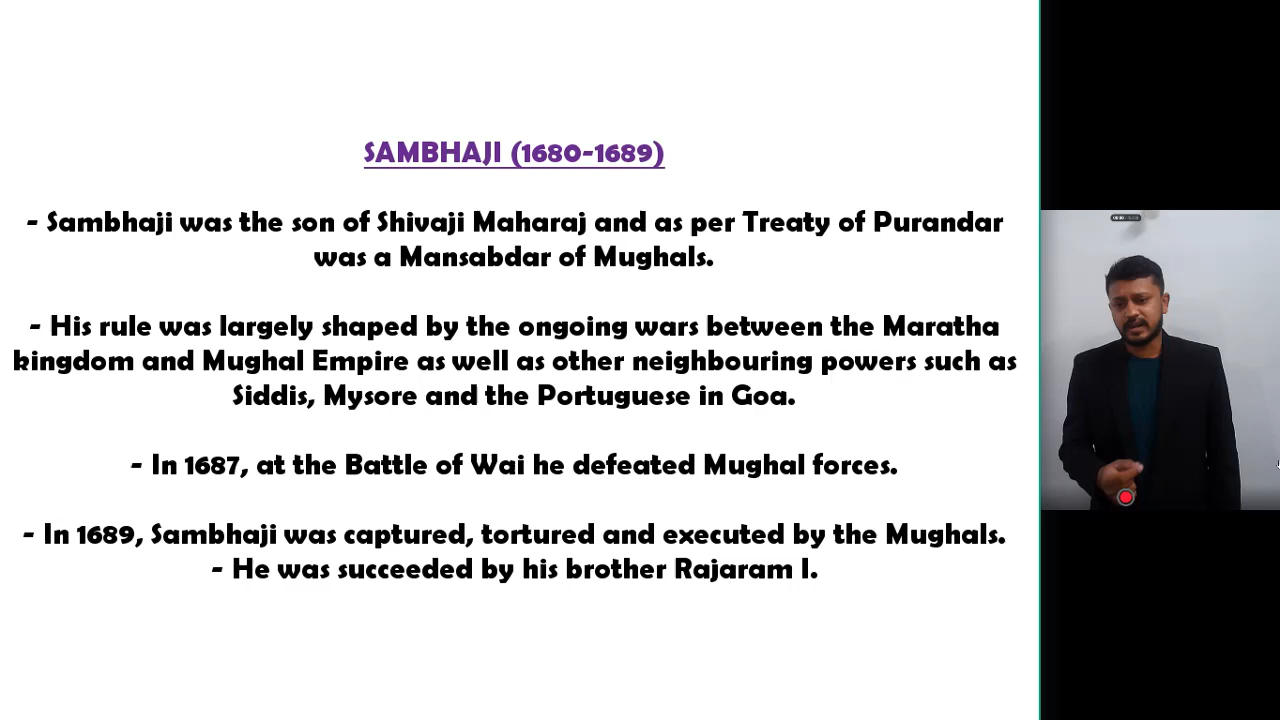 SAMBHAJI (1680-1689)
- Sambhaji was the son of Shivaji Maharaj and as per Treaty of Purandar
was a Mansabdar of Mughals.
- His rule was largely shaped by the ongoing wars between the Maratha
kingdom and Mughal Empire as well as other neighbouring powers such as
Siddis, Mysore and the Portuguese in Goa.
- In 1687, at the Battle of Wai he defeated Mughal forces.
- In 1689, Sambhaji was captured, tortured and executed by the Mughals.
- He was succeeded by his brother Rajaram I.